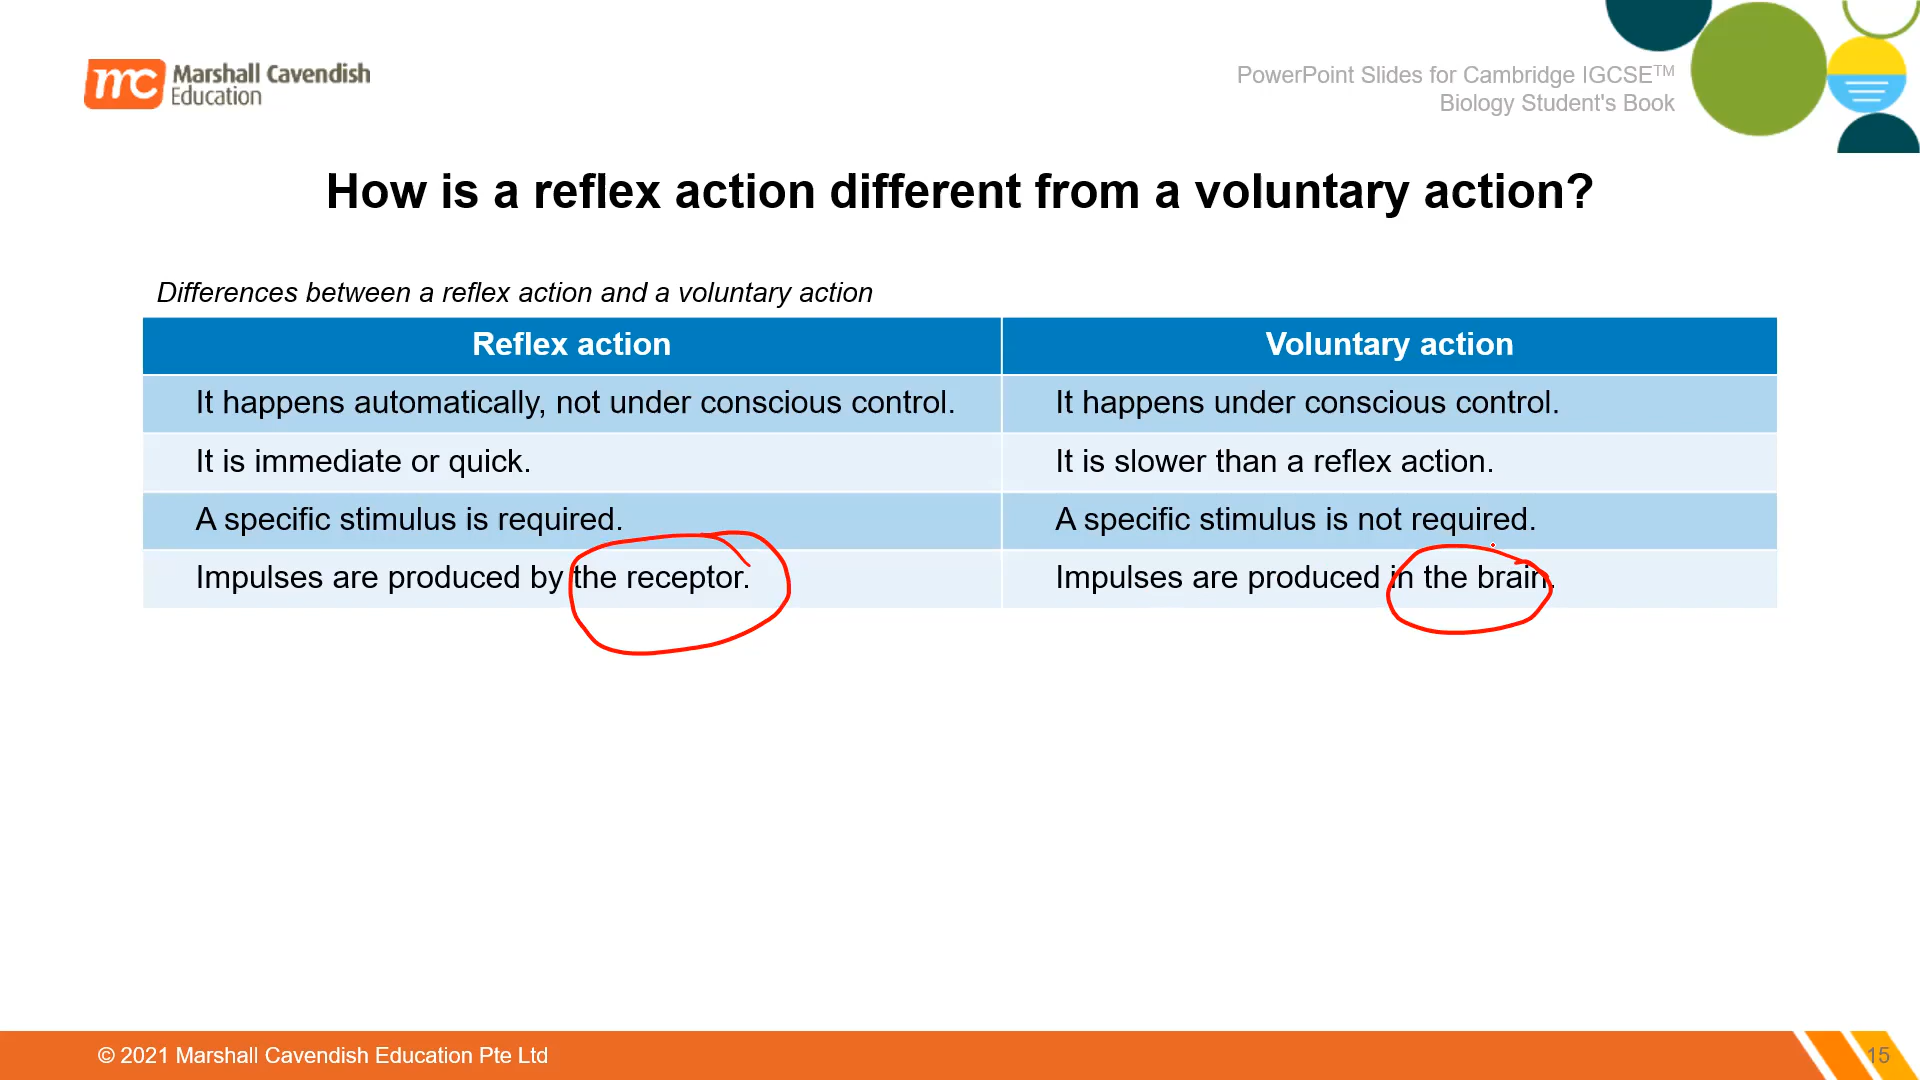 mc Marshall Cavendish
Education
PowerPoint Slides for Cambridge IGCSE™
Biology Student's Book
How is a reflex action different from a voluntary action?
Differences between a reflex action and a voluntary action
Reflex action Voluntary action
It happens automatically, not under conscious control. It happens under conscious control.
It is immediate or quick. It is slower than a reflex action.
A specific stimulus is required. A specific stimulus is not required.
Impulses are produced by the receptor. Impulses are produced in the brain.
© 2021 Marshall Cavendish Education Pte Ltd
15